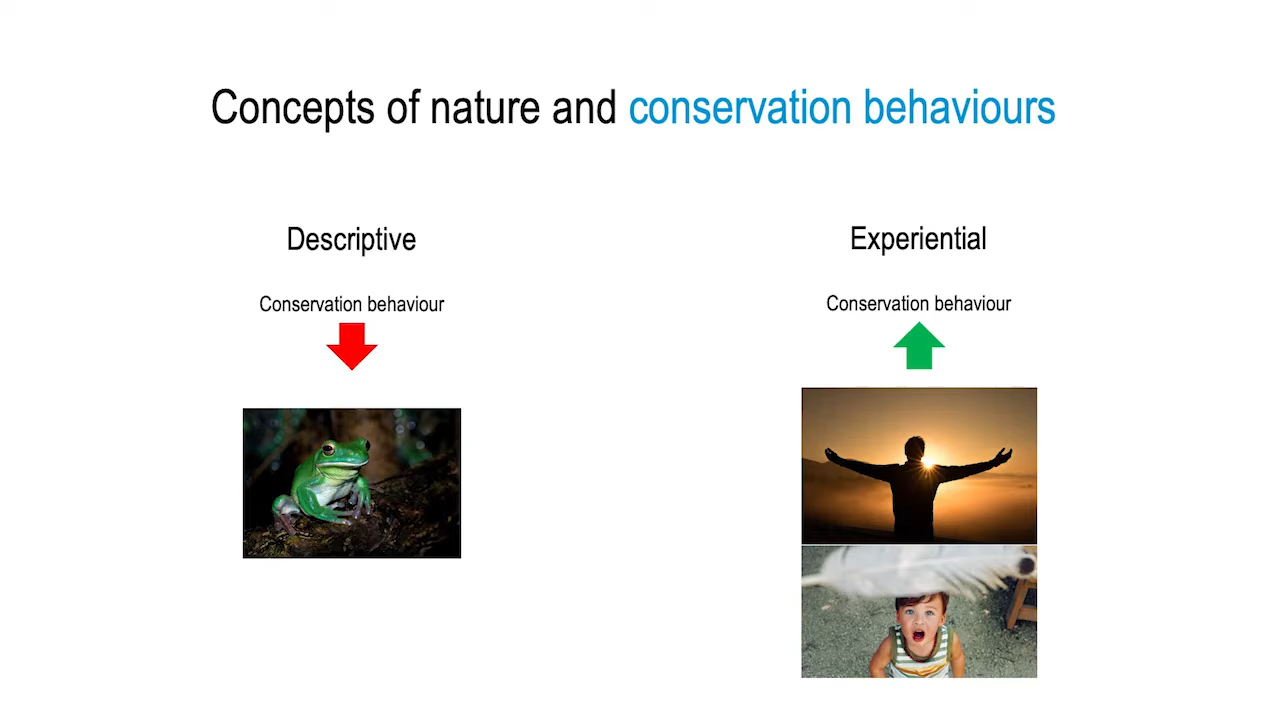 Concepts of nature and conservation behaviours
Descriptive
Conservation behaviour
Experiential
Conservation behaviour